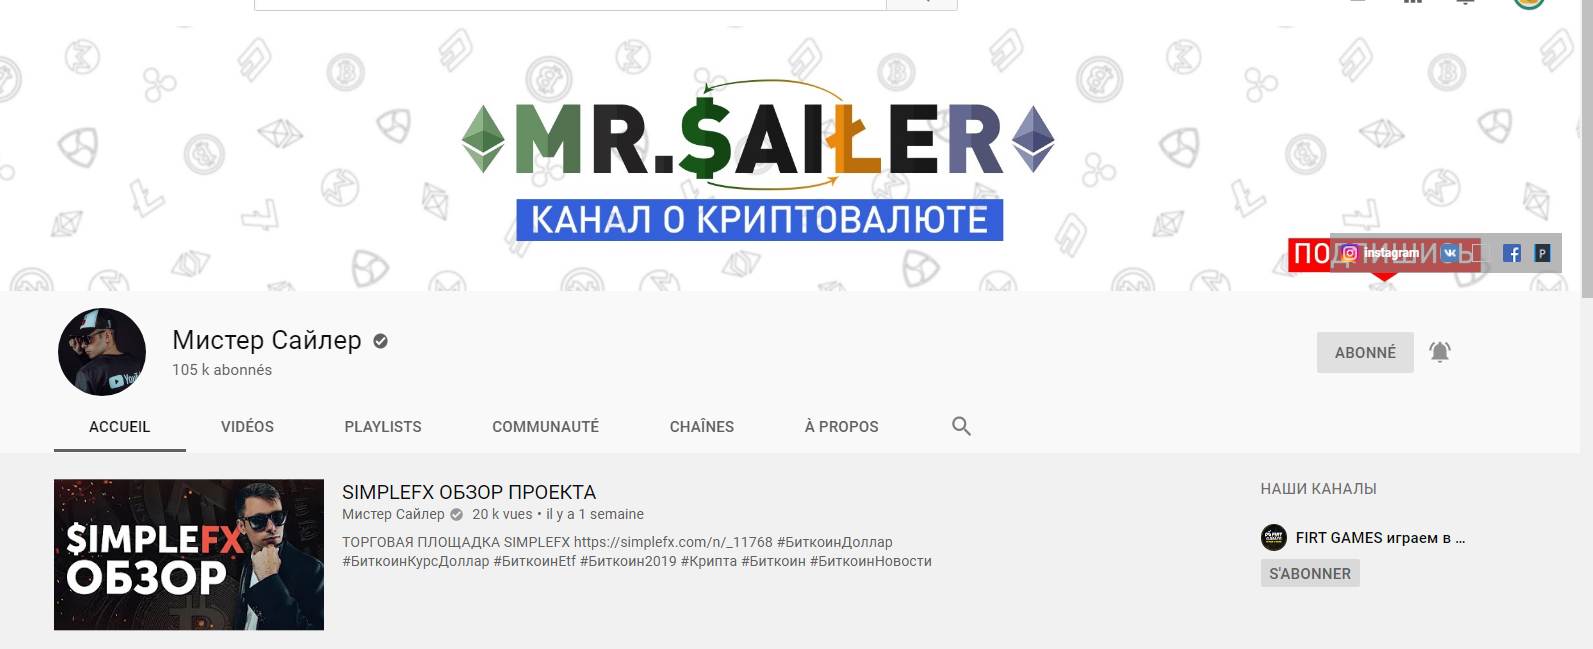 MR.$AIŁER
КАНАЛ О КРИПТОВАЛЮТЕ
ПОДПИШИСЬ
instagram
Мистер Сайлер
105 k abonnés
ABONNÉ
ACCUEIL VIDÉOS PLAYLISTS COMMUNAUTÉ CHAÎNES À PROPOS
$IMPLEFX
ОБЗОР
SIMPLEFX ОБЗОР ПРОЕКТА
Мистер Сайлер 20 k vues • il y a 1 semaine
ТОРГОВАЯ ПЛОЩАДКА SIMPLEFX https://simplefx.com/n/_11768 #БиткоинДоллар
#БиткоинКурсДоллар #БиткоинEtf #Биткоин2019 #Крипта #Биткоин #БиткоинНовости
НАШИ КАНАЛЫ
FIRT GAMES играем в ...
S'ABONNER